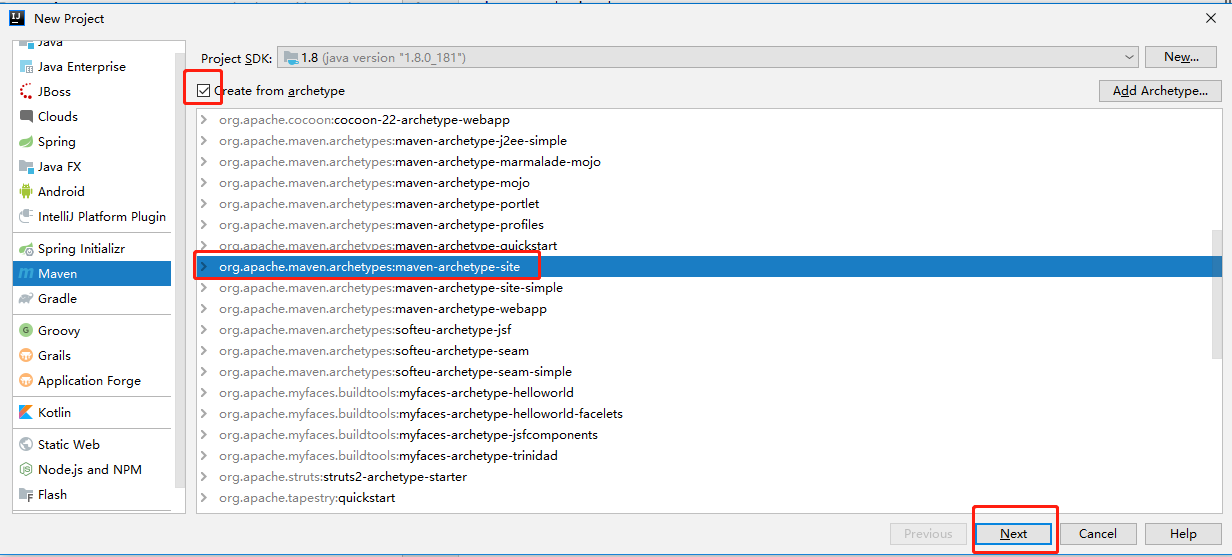 New Project
Java
Java Enterprise
JBoss
Clouds
Spring
Java FX
Android
IntelliJ Platform Plugin
Spring Initializr
Maven
Gradle
Groovy
Grails
Application Forge
Kotlin
Static Web
Node.js and NPM
Flash
Project SDK: 1.8 (java version "1.8.0_181") New...
Create from archetype Add Archetype...
org.apache.cocoon:cocoon-22-archetype-webapp
org.apache.maven.archetypes:maven-archetype-j2ee-simple
org.apache.maven.archetypes:maven-archetype-marmalade-mojo
org.apache.maven.archetypes:maven-archetype-mojo
org.apache.maven.archetypes:maven-archetype-portlet
org.apache.maven.archetypes:maven-archetype-profiles
org.apache.maven.archetypes:maven-archetype-quickstart
org.apache.maven.archetypes:maven-archetype-site
org.apache.maven.archetypes:maven-archetype-site-simple
org.apache.maven.archetypes:maven-archetype-webapp
org.apache.maven.archetypes:softeu-archetype-jsf
org.apache.maven.archetypes:softeu-archetype-seam
org.apache.maven.archetypes:softeu-archetype-seam-simple
org.apache.myfaces.buildtools:myfaces-archetype-helloworld
org.apache.myfaces.buildtools:myfaces-archetype-helloworld-facelets
org.apache.myfaces.buildtools:myfaces-archetype-jsfcomponents
org.apache.myfaces.buildtools:myfaces-archetype-trinidad
org.apache.struts:struts2-archetype-starter
org.apache.tapestry:quickstart
Previous Next Cancel Help